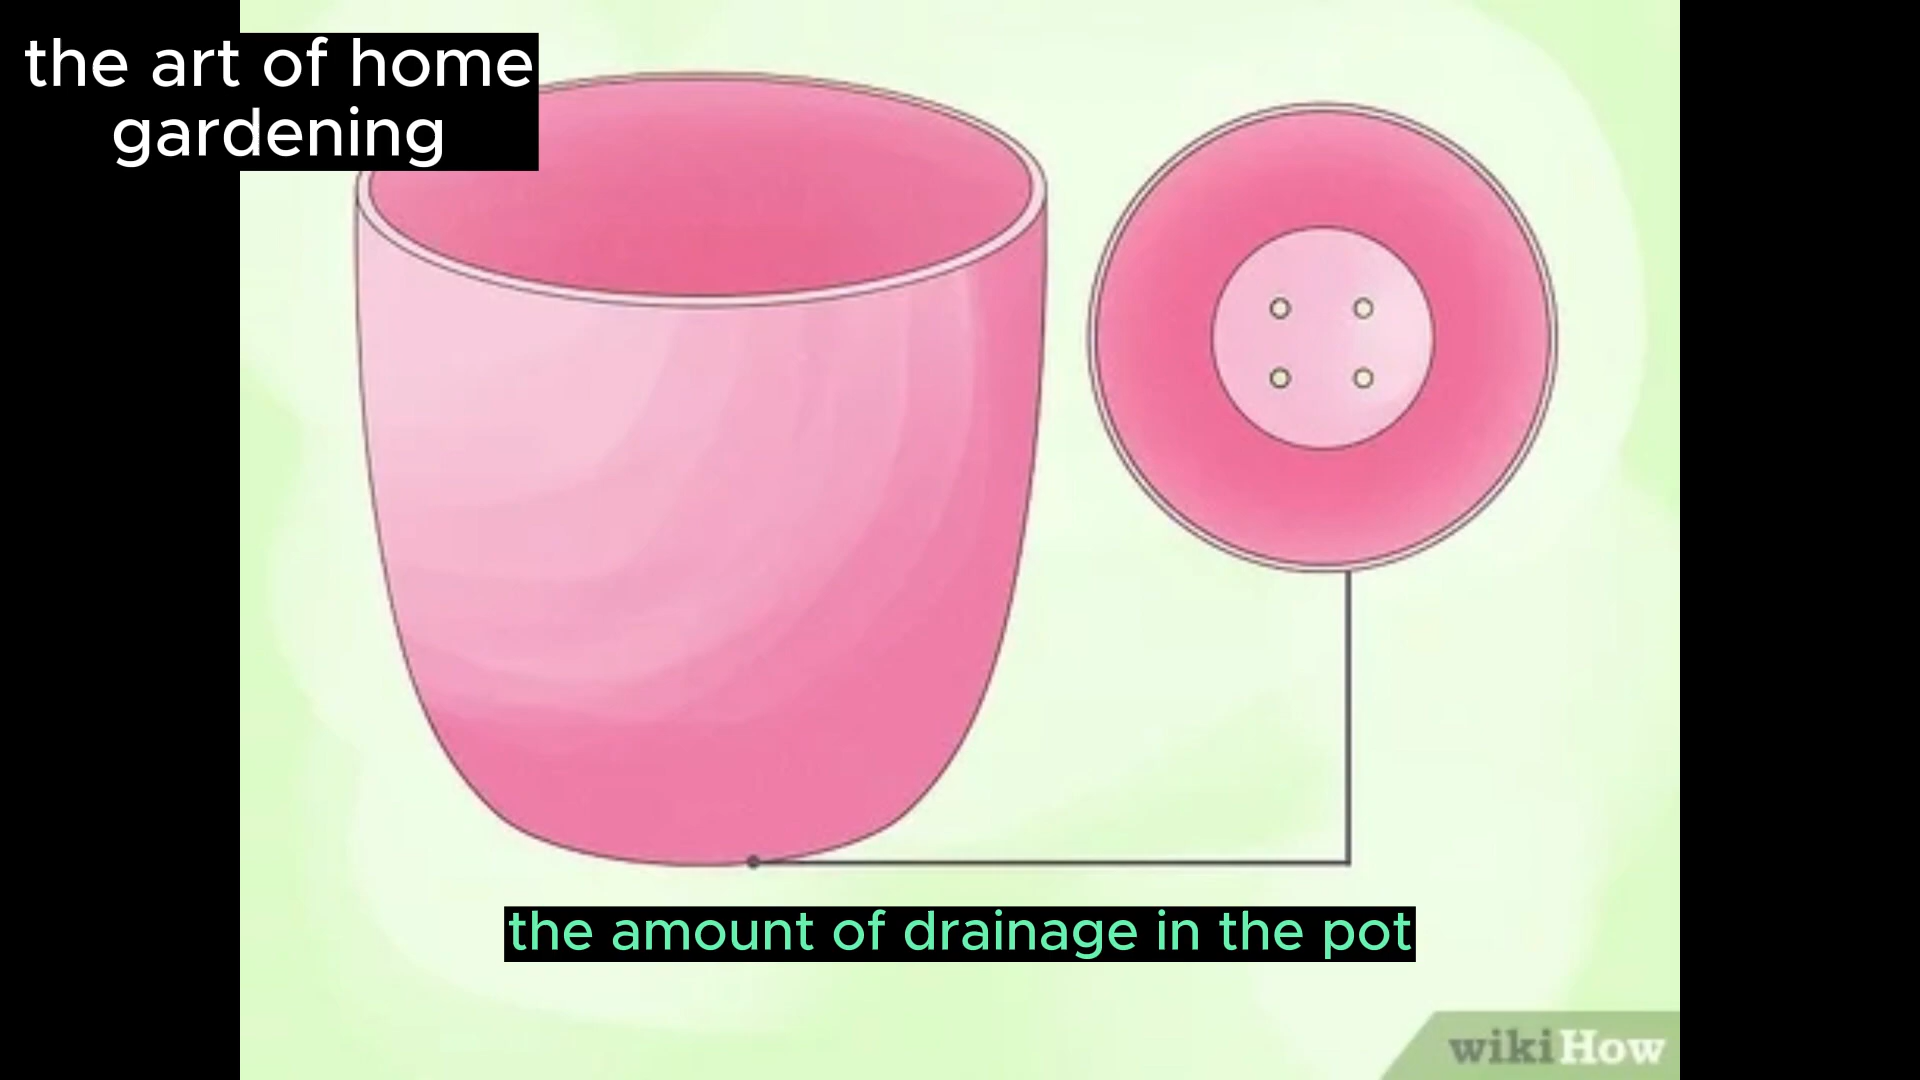 the art of home
gardening
the amount of drainage in the pot
wikiHow